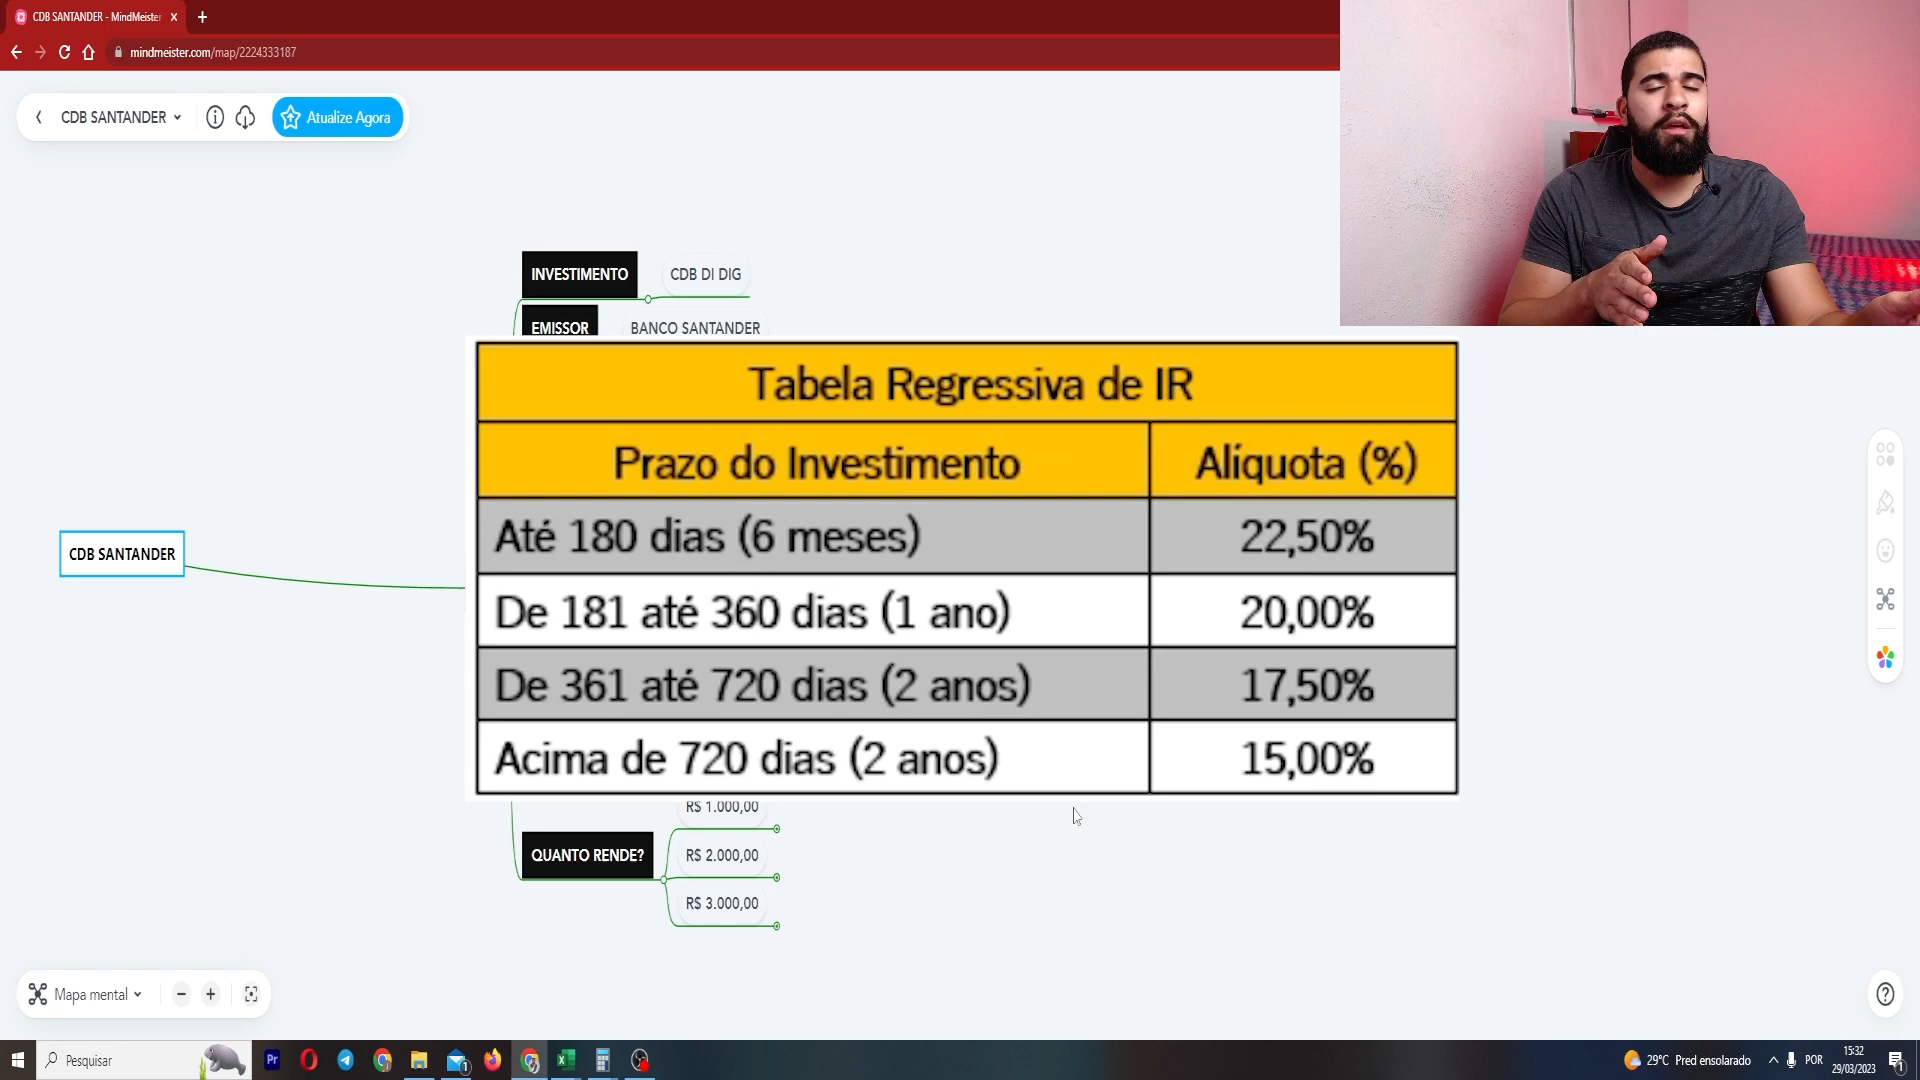 CDB SANTANDER - MindMeister
mindmeister.com/map/2224333187
CDB SANTANDER
Atualize Agora
INVESTIMENTO
CDB DI DIG
EMISSOR
BANCO SANTANDER
Tabela Regressiva de IR
Prazo do Investimento
Alíquota (%)
Até 180 dias (6 meses)
22,50%
De 181 até 360 dias (1 ano)
20,00%
De 361 até 720 dias (2 anos)
17,50%
Acima de 720 dias (2 anos)
15,00%
CDB SANTANDER
R$ 1.000,00
QUANTO RENDE?
R$ 2.000,00
R$ 3.000,00
Mapa mental
Pesquisar
Pr
1
29°C Pred ensolarado
POR
15:32
29/03/2023
1